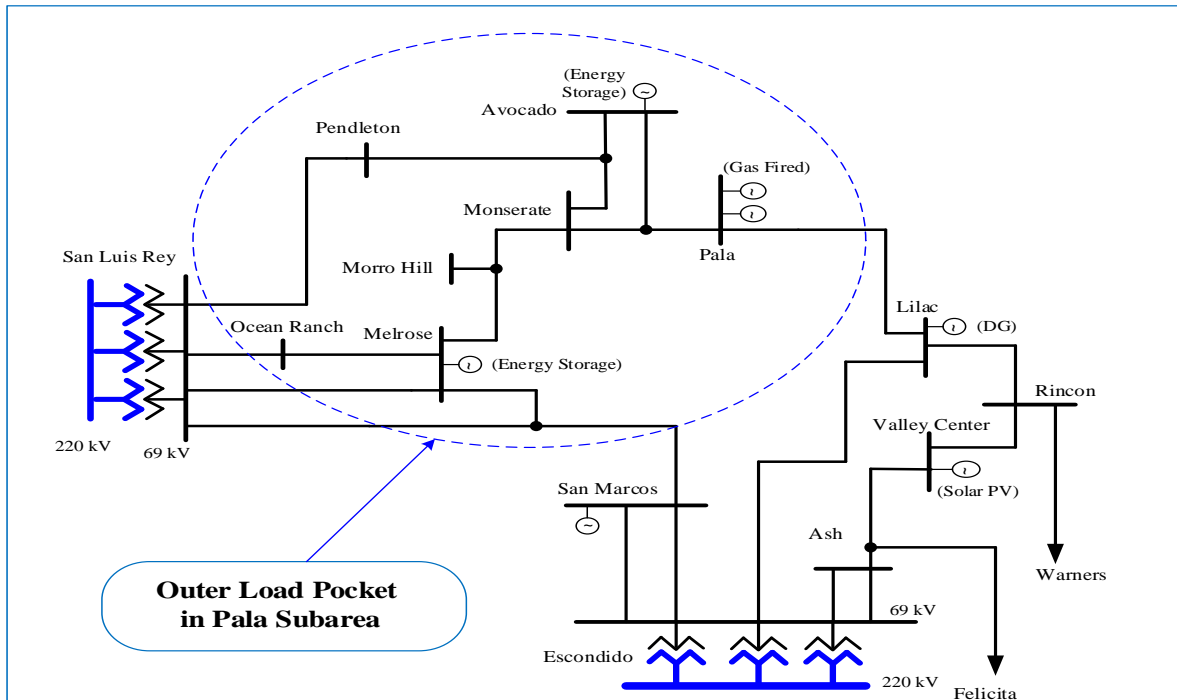 (Energy
Storage)
Avocado
Pendleton
(Gas Fired)
Monserate
Pala
San Luis Rey
Morro Hill
Lilac
(DG)
Ocean Ranch
Melrose
(Energy Storage)
Rincon
Valley Center
220 kV
69 kV
(Solar PV)
San Marcos
Ash
Warners
Outer Load Pocket
in Pala Subarea
69 kV
Escondido
220 kV
Felicita